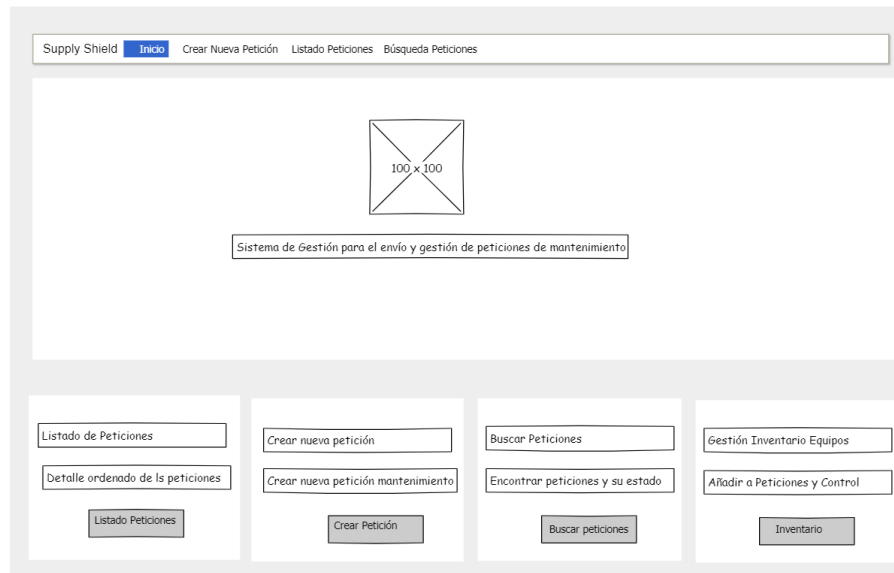 Supply Shield Inicio Crear Nueva Petición Listado Peticiones Búsqueda Peticiones
100 x 100
Sistema de Gestión para el envío y gestión de peticiones de mantenimiento
Listado de Peticiones
Detalle ordenado de ls peticiones
Listado Peticiones
Crear nueva petición
Crear nueva petición mantenimiento
Crear Petición
Buscar Peticiones
Encontrar peticiones y su estado
Buscar peticiones
Gestión Inventario Equipos
Añadir a Peticiones y Control
Inventario